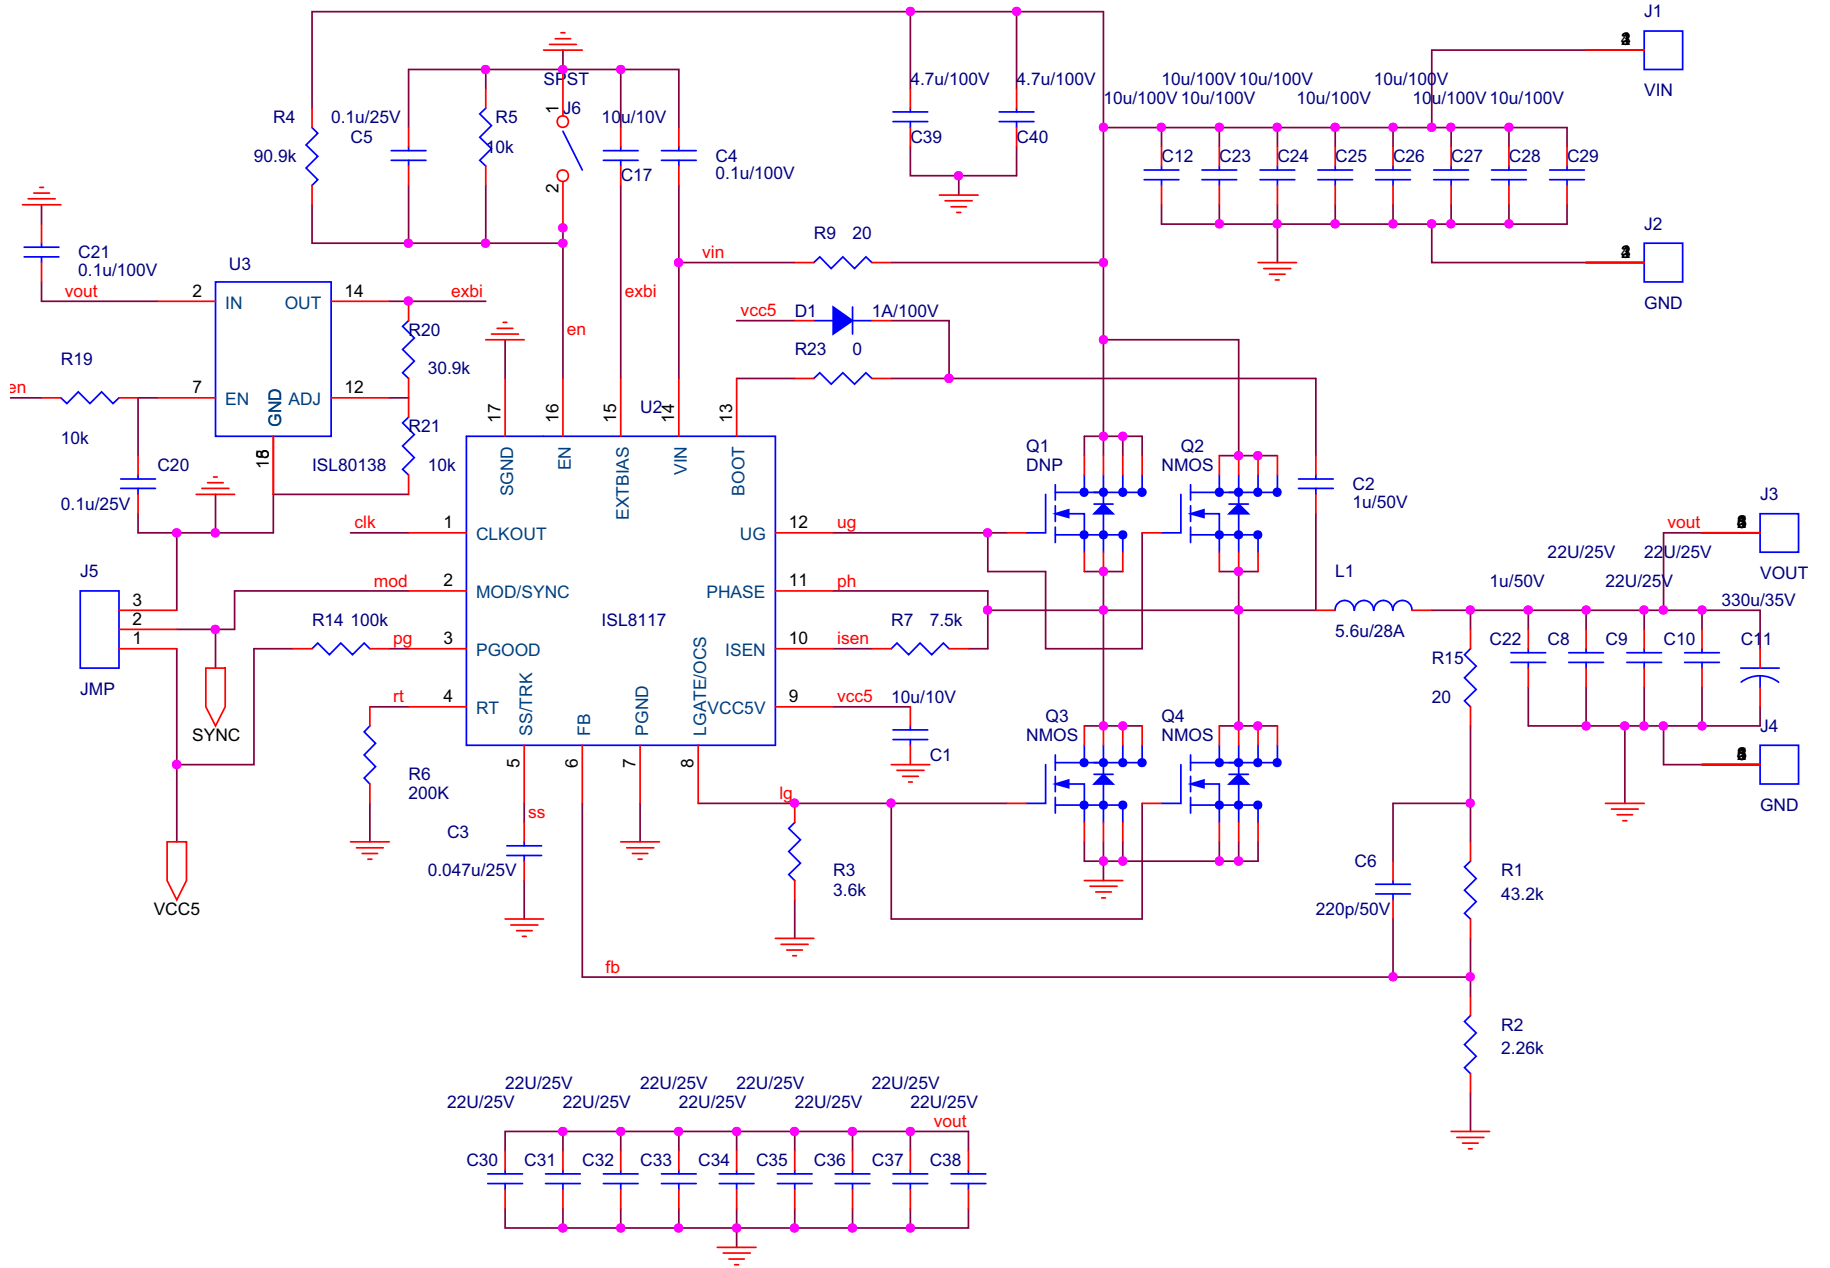 J1
VIN
4.7u/100V
4.7u/100V
10u/100V
10u/100V
10u/100V
10u/100V
10u/100V
10u/100V
10u/100V
10u/100V
C39
C40
C12
C23
C24
C25
C26
C27
C28
C29
J2
GND
SPST
J6
1
2
R4
90.9k
0.1u/25V
C5
R5
10k
10u/10V
C17
C4
0.1u/100V
C21
0.1u/100V
vout
U3
2
IN
OUT
14
exbi
R20
30.9k
R19
en
10k
7
EN
GND
ADJ
12
R21
10k
ISL80138
C20
0.1u/25V
vin
R9
20
exbi
en
vcc5
D1
1A/100V
R23
0
U2
17
16
15
14
13
SGND
EN
EXTBIAS
VIN
BOOT
clk
1
CLKOUT
mod
2
MOD/SYNC
pg
3
PGOOD
rt
4
RT
ISL8117
UG
12
ug
PHASE
11
ph
ISEN
10
isen
VCC5V
9
vcc5
SS/TRK
FB
PGND
LGATE/OCS
5
6
7
8
R7
7.5k
10u/10V
C1
J5
3
2
1
JMP
SYNC
VCC5
R14
100k
R6
200K
C3
0.047u/25V
ss
lg
R3
3.6k
fb
Q1
DNP
Q2
NMOS
Q3
NMOS
Q4
NMOS
C2
1u/50V
L1
5.6u/28A
R15
20
J3
vout
VOUT
22U/25V
22U/25V
1u/50V
22U/25V
330u/35V
C22
C8
C9
C10
C11
J4
GND
C6
220p/50V
R1
43.2k
R2
2.26k
22U/25V
22U/25V
22U/25V
22U/25V
22U/25V
22U/25V
22U/25V
22U/25V
22U/25V
vout
C30
C31
C32
C33
C34
C35
C36
C37
C38